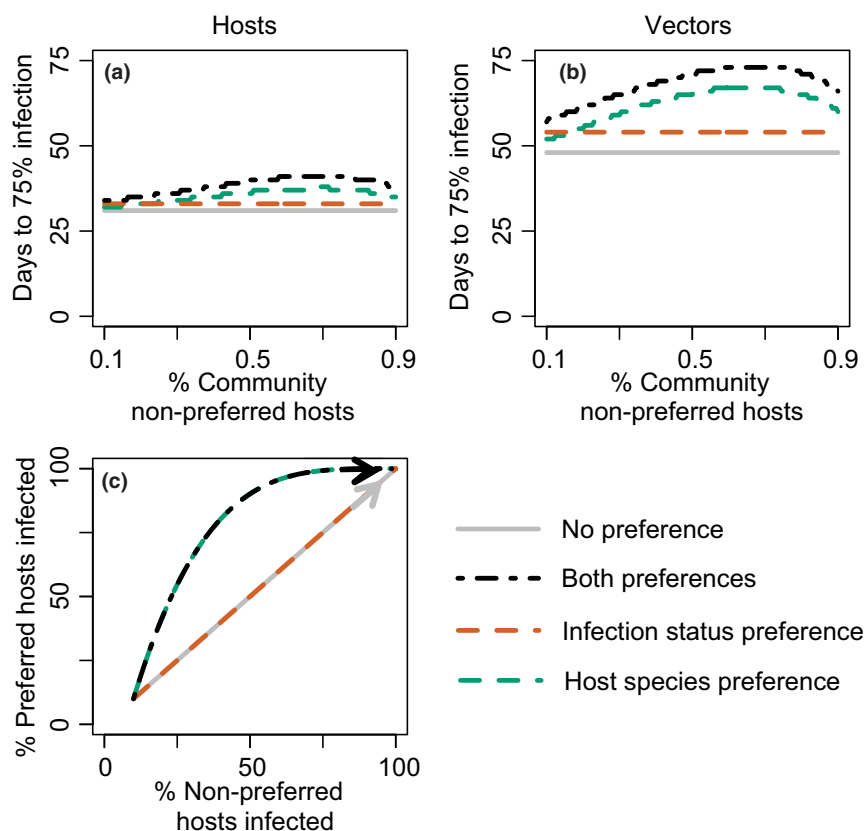 Hosts
Vectors
(a)
Days to 75% infection
75
50
25
0
0.1
0.5
0.9
% Community
non-preferred hosts
(b)
Days to 75% infection
75
50
25
0
0.1
0.5
0.9
% Community
non-preferred hosts
(c)
% Preferred hosts infected
100
50
0
0
50
100
% Non-preferred
hosts infected
No preference
Both preferences
Infection status preference
Host species preference